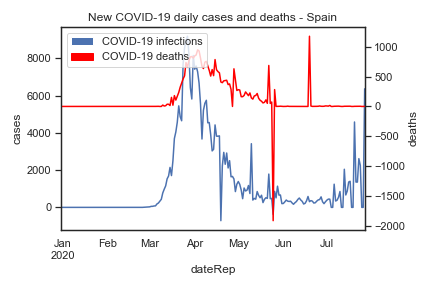 New COVID-19 daily cases and deaths - Spain
COVID-19 infections
COVID-19 deaths
cases
8000
6000
4000
2000
0
deaths
1000
500
0
−500
−1000
−1500
−2000
Jan Feb Mar Apr May Jun Jul
2020
dateRep